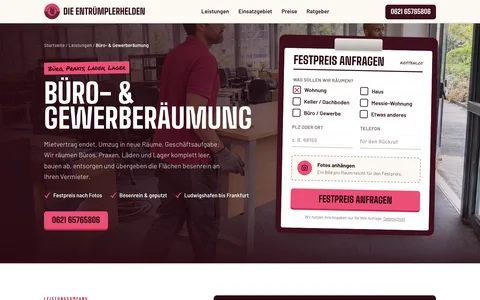 DIE ENTRÜMPLERHELDEN
Leistungen Einsatzgebiet Preise Ratgeber
0621 65765806
Startseite / Leistungen / Büro- & Gewerberäumung
BÜRO, PRAXIS, LADEN, LAGER
BÜRO- &
GEWERBERÄUMUNG
Mietvertrag endet, Umzug in neue Räume, Geschäftsaufgabe:
Wir räumen Büros, Praxen, Läden und Lager komplett leer,
bauen ab, entsorgen und übergeben die Flächen besenrein an
Ihren Vermieter.
Festpreis nach Fotos Besenrein & geputzt Ludwigshafen bis Frankfurt
0621 65765806
FESTPREIS ANFRAGEN
KOSTENLOS
WAS SOLLEN WIR RÄUMEN?
Wohnung Haus
Keller / Dachboden Messie-Wohnung
Büro / Gewerbe Etwas anderes
PLZ ODER ORT TELEFON
z. B. 68159 für den Rückruf
Fotos anhängen
Ein Bild pro Raum reicht für den Festpreis.
FESTPREIS ANFRAGEN
Wir nutzen Ihre Angaben nur für Ihre Anfrage. Datenschutz
LEISTUNGSUMFANG